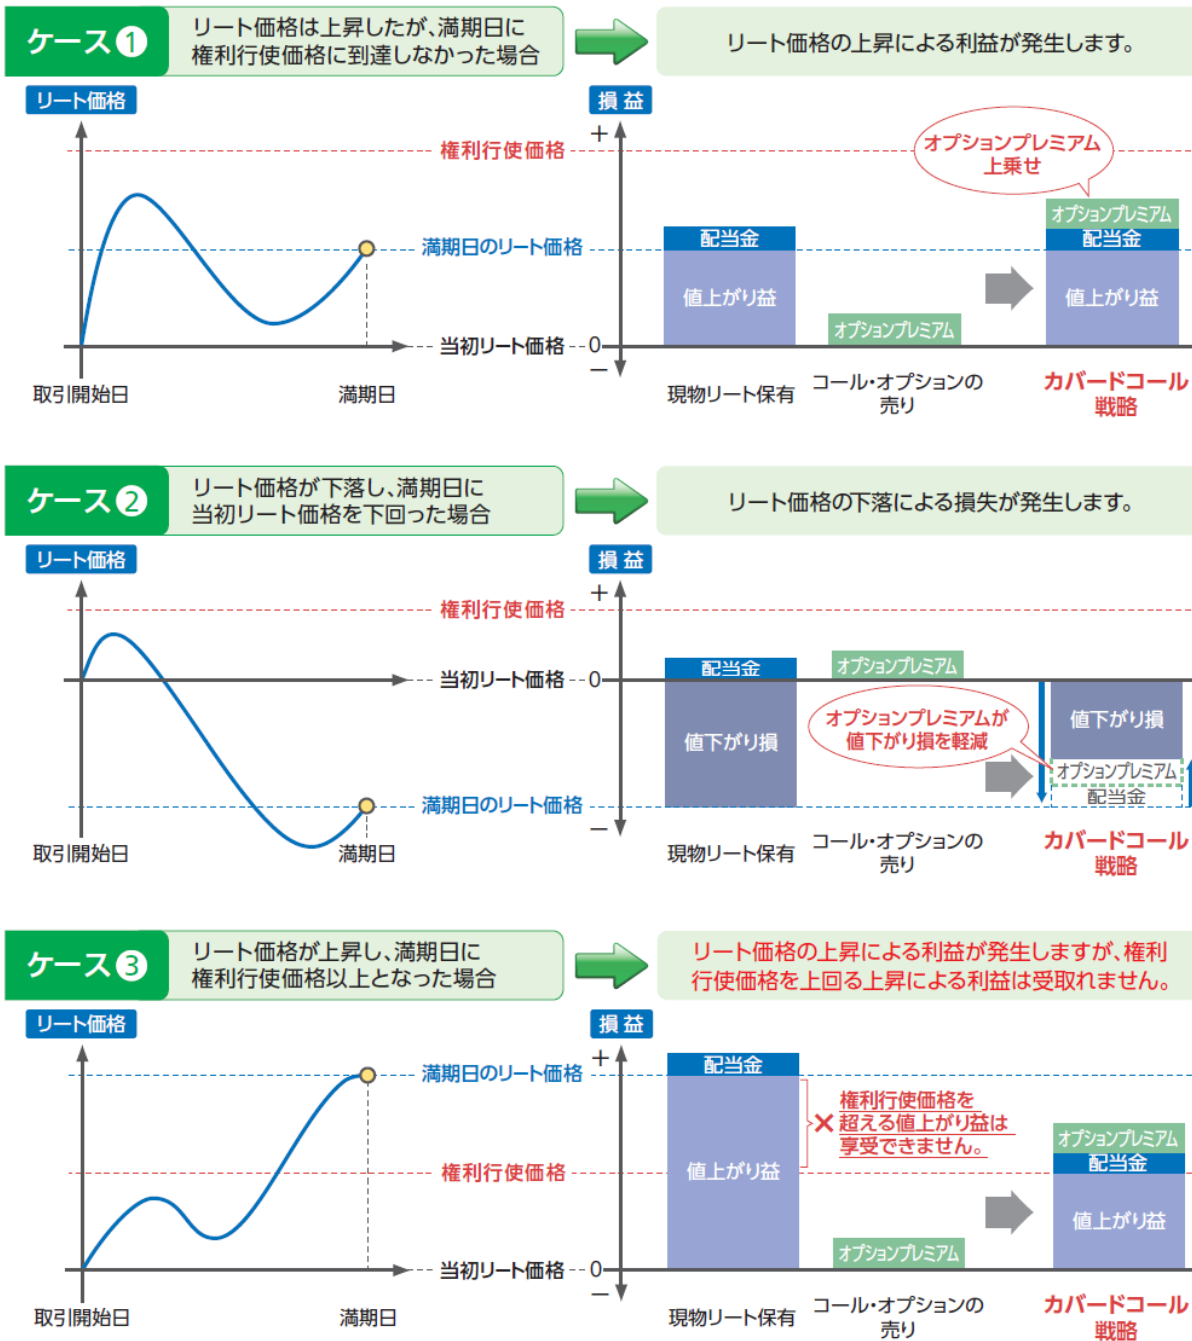 ケース❶
リート価格は上昇したが、満期日に
権利行使価格に到達しなかった場合
リート価格の上昇による利益が発生します。
リート価格
権利行使価格
満期日のリート価格
当初リート価格
取引開始日
満期日
損益
+
0
−
オプションプレミアム
上乗せ
配当金
値上がり益
オプションプレミアム
オプションプレミアム
配当金
値上がり益
現物リート保有
コール・オプションの
売り
カバードコール
戦略
ケース❷
リート価格が下落し、満期日に
当初リート価格を下回った場合
リート価格の下落による損失が発生します。
リート価格
権利行使価格
当初リート価格
満期日のリート価格
取引開始日
満期日
損益
+
0
−
配当金
値下がり損
オプションプレミアム
オプションプレミアムが
値下がり損を軽減
値下がり損
オプションプレミアム
配当金
現物リート保有
コール・オプションの
売り
カバードコール
戦略
ケース❸
リート価格が上昇し、満期日に
権利行使価格以上となった場合
リート価格の上昇による利益が発生しますが、権利
行使価格を上回る上昇による利益は受取れません。
リート価格
満期日のリート価格
権利行使価格
当初リート価格
取引開始日
満期日
損益
+
0
−
配当金
値上がり益
×
権利行使価格を
超える値上がり益は
享受できません。
オプションプレミアム
オプションプレミアム
配当金
値上がり益
現物リート保有
コール・オプションの
売り
カバードコール
戦略